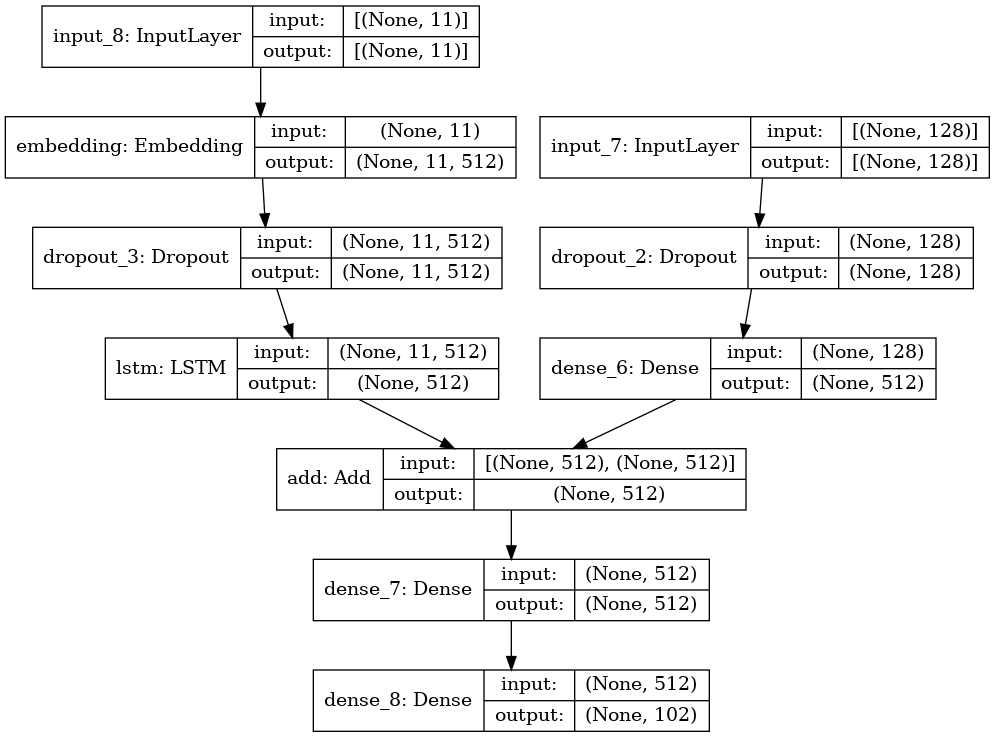 input_8: InputLayer
input: [(None, 11)]
output: [(None, 11)]
embedding: Embedding
input: (None, 11)
output: (None, 11, 512)
input_7: InputLayer
input: [(None, 128)]
output: [(None, 128)]
dropout_3: Dropout
input: (None, 11, 512)
output: (None, 11, 512)
dropout_2: Dropout
input: (None, 128)
output: (None, 128)
lstm: LSTM
input: (None, 11, 512)
output: (None, 512)
dense_6: Dense
input: (None, 128)
output: (None, 512)
add: Add
input: [(None, 512), (None, 512)]
output: (None, 512)
dense_7: Dense
input: (None, 512)
output: (None, 512)
dense_8: Dense
input: (None, 512)
output: (None, 102)